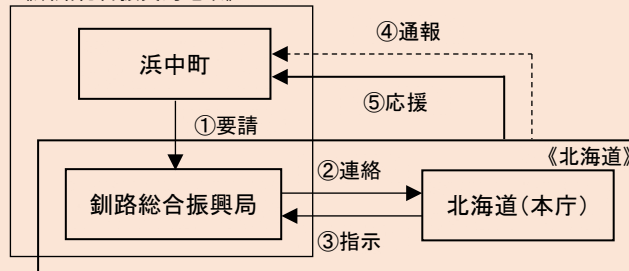 ④通報
浜中町
⑤応援
①要請
《北海道》
②連絡
釧路総合振興局
北海道(本庁)
③指示